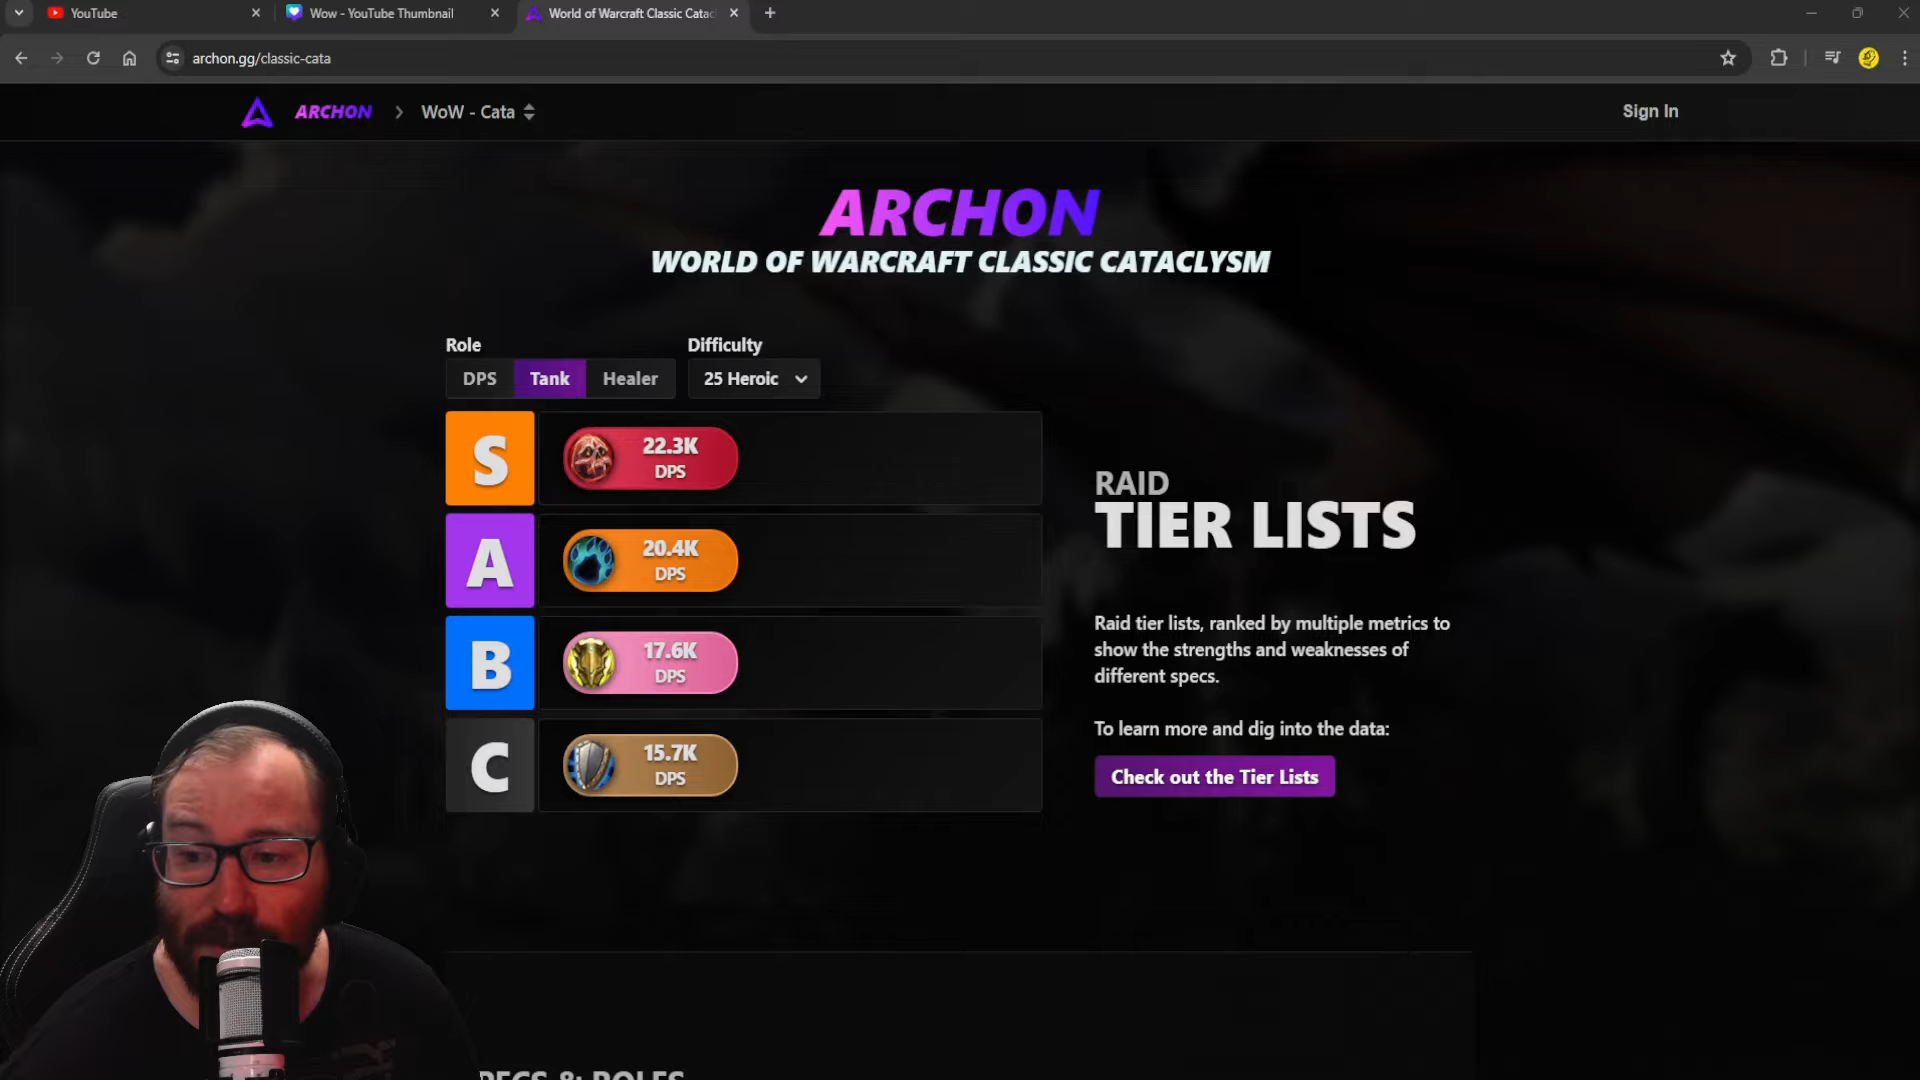 YouTube
Wow - YouTube Thumbnail
World of Warcraft Classic Catac
archon.gg/classic-cata
ARCHON
WoW - Cata
Sign In
ARCHON
WORLD OF WARCRAFT CLASSIC CATACLYSM
Role
Difficulty
DPS
Tank
Healer
25 Heroic
S
22.3K
DPS
A
20.4K
DPS
B
17.6K
DPS
C
15.7K
DPS
RAID
TIER LISTS
Raid tier lists, ranked by multiple metrics to
show the strengths and weaknesses of
different specs.
To learn more and dig into the data:
Check out the Tier Lists
PECS & ROLES